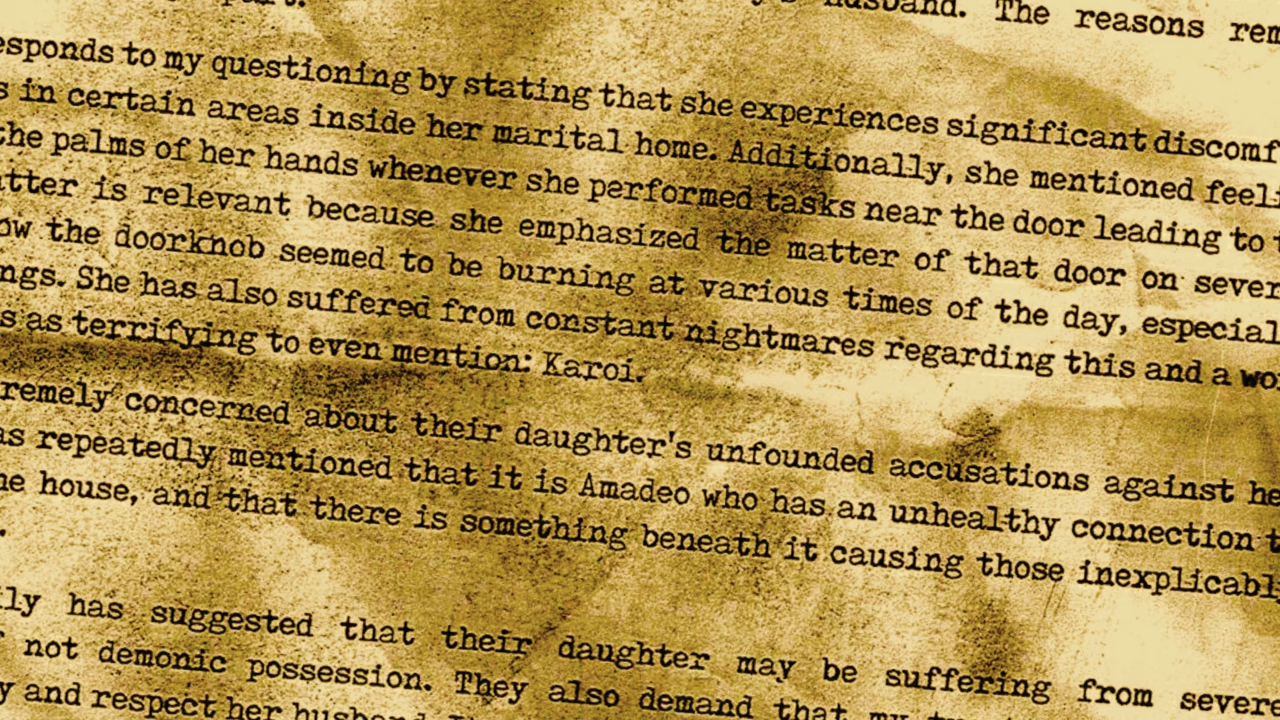 husband. The reasons rem
esponds to my questioning by stating that she experiences significant discomf
s in certain areas inside her marital home. Additionally, she mentioned feeli
the palms of her hands whenever she performed tasks near the door leading to t
atter is relevant because she emphasized the matter of that door on sever
ow the doorknob seemed to be burning at various times of the day, especial
ngs. She has also suffered from constant nightmares regarding this and a wo
s as terrifying to even mention: Karoi.
remely concerned about their daughter's unfounded accusations against he
as repeatedly mentioned that it is Amadeo who has an unhealthy connection t
he house, and that there is something beneath it causing those inexplicabl
.
ly has suggested that their daughter may be suffering from severe
not demonic possession. They also demand that my
y and respect her husband.